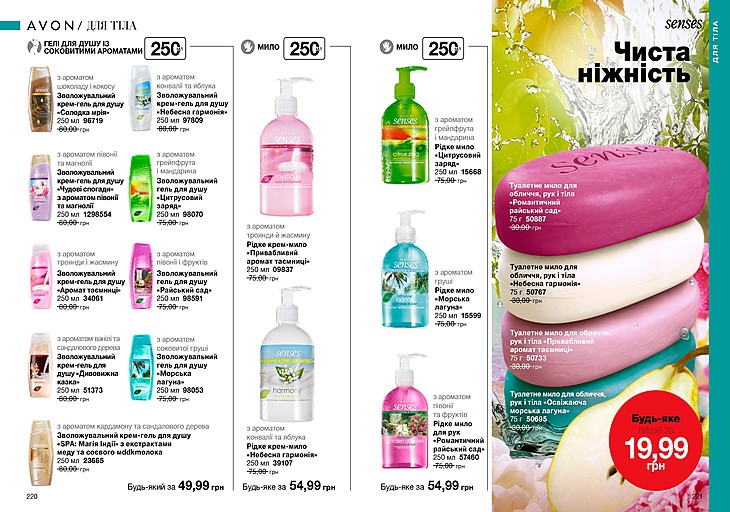 AVON / ДЛЯ ТІЛА
ГЕЛІ ДЛЯ ДУШУ ІЗ
СОКОВИТИМИ АРОМАТАМИ
250
з ароматом
шоколаду і кокосу
Зволожувальний
крем-гель для душу
«Солодка мрія»
250 мл 96719
80,00 грн
з ароматом
конвалії та яблука
Зволожувальний
крем-гель для душу
«Небесна гармонія»
250 мл 97809
80,00 грн
з ароматом півонії
та магнолії
Зволожувальний
крем-гель для душу
«Чудові спогади»
з ароматом півонії
та магнолії
250 мл 1298554
80,00 грн
з ароматом
грейпфрута
і мандарина
Зволожувальний
гель для душу
«Цитрусовий
заряд»
250 мл 98070
75,00 грн
з ароматом
троянди і жасмину
Зволожувальний
крем-гель для душу
«Аромат таємниці»
250 мл 34061
80,00 грн
з ароматом
півонії і фруктів
Зволожувальний
гель для душу
«Райський сад»
250 мл 98591
75,00 грн
з ароматом ванілі та
сандалового дерева
Зволожувальний
крем-гель для
душу «Дивовижна
казка»
250 мл 51373
80,00 грн
з ароматом
соковитої груші
Зволожувальний
гель для душу
«Морська
лагуна»
250 мл 98053
75,00 грн
з ароматом кардамону та сандалового дерева
Зволожувальний крем-гель для душу
«SPA: Магія Індії» з екстрактами
меду та соєвого мddkmолока
250 мл 23665
80,00 грн
Будь-який за 49,99 грн
220
МИЛО
250
senses
з ароматом
троянди й жасмину
Рідке крем-мило
«Привабливий
аромат таємниці»
250 мл 09837
75,00 грн
senses
harmony
з ароматом
конвалії та яблука
Рідке крем-мило
«Небесна гармонія»
250 мл 39107
75,00 грн
Будь-яке за 54,99 грн
МИЛО
250
senses
citrus zing
з ароматом
грейпфрута
і мандарина
Рідке мило
«Цитрусовий
заряд»
250 мл 15668
75,00 грн
senses
lagoon
з ароматом
груші
Рідке мило
«Морська
лагуна»
250 мл 15599
75,00 грн
senses
з ароматом
півонії
та фруктів
Рідке мило
для рук
«Романтичний
райський сад»
250 мл 57460
75,00 грн
Будь-яке за 54,99 грн
senses
ДЛЯ ТІЛА
Чиста
ніжність
senses
Туалетне мило для
обличчя, рук і тіла
«Романтичний
райський сад»
75 г 50887
30,00 грн
Туалетне мило для
обличчя, рук і тіла
«Небесна гармонія»
75 г 50767
30,00 грн
Туалетне мило для обличчя,
рук і тіла «Привабливий
аромат таємниці»
75 г 50733
30,00 грн
Туалетне мило для обличчя,
рук і тіла «Освіжаюча
морська лагуна»
75 г 50695
30,00 грн
Будь-яке
лише за
19,99
грн
221